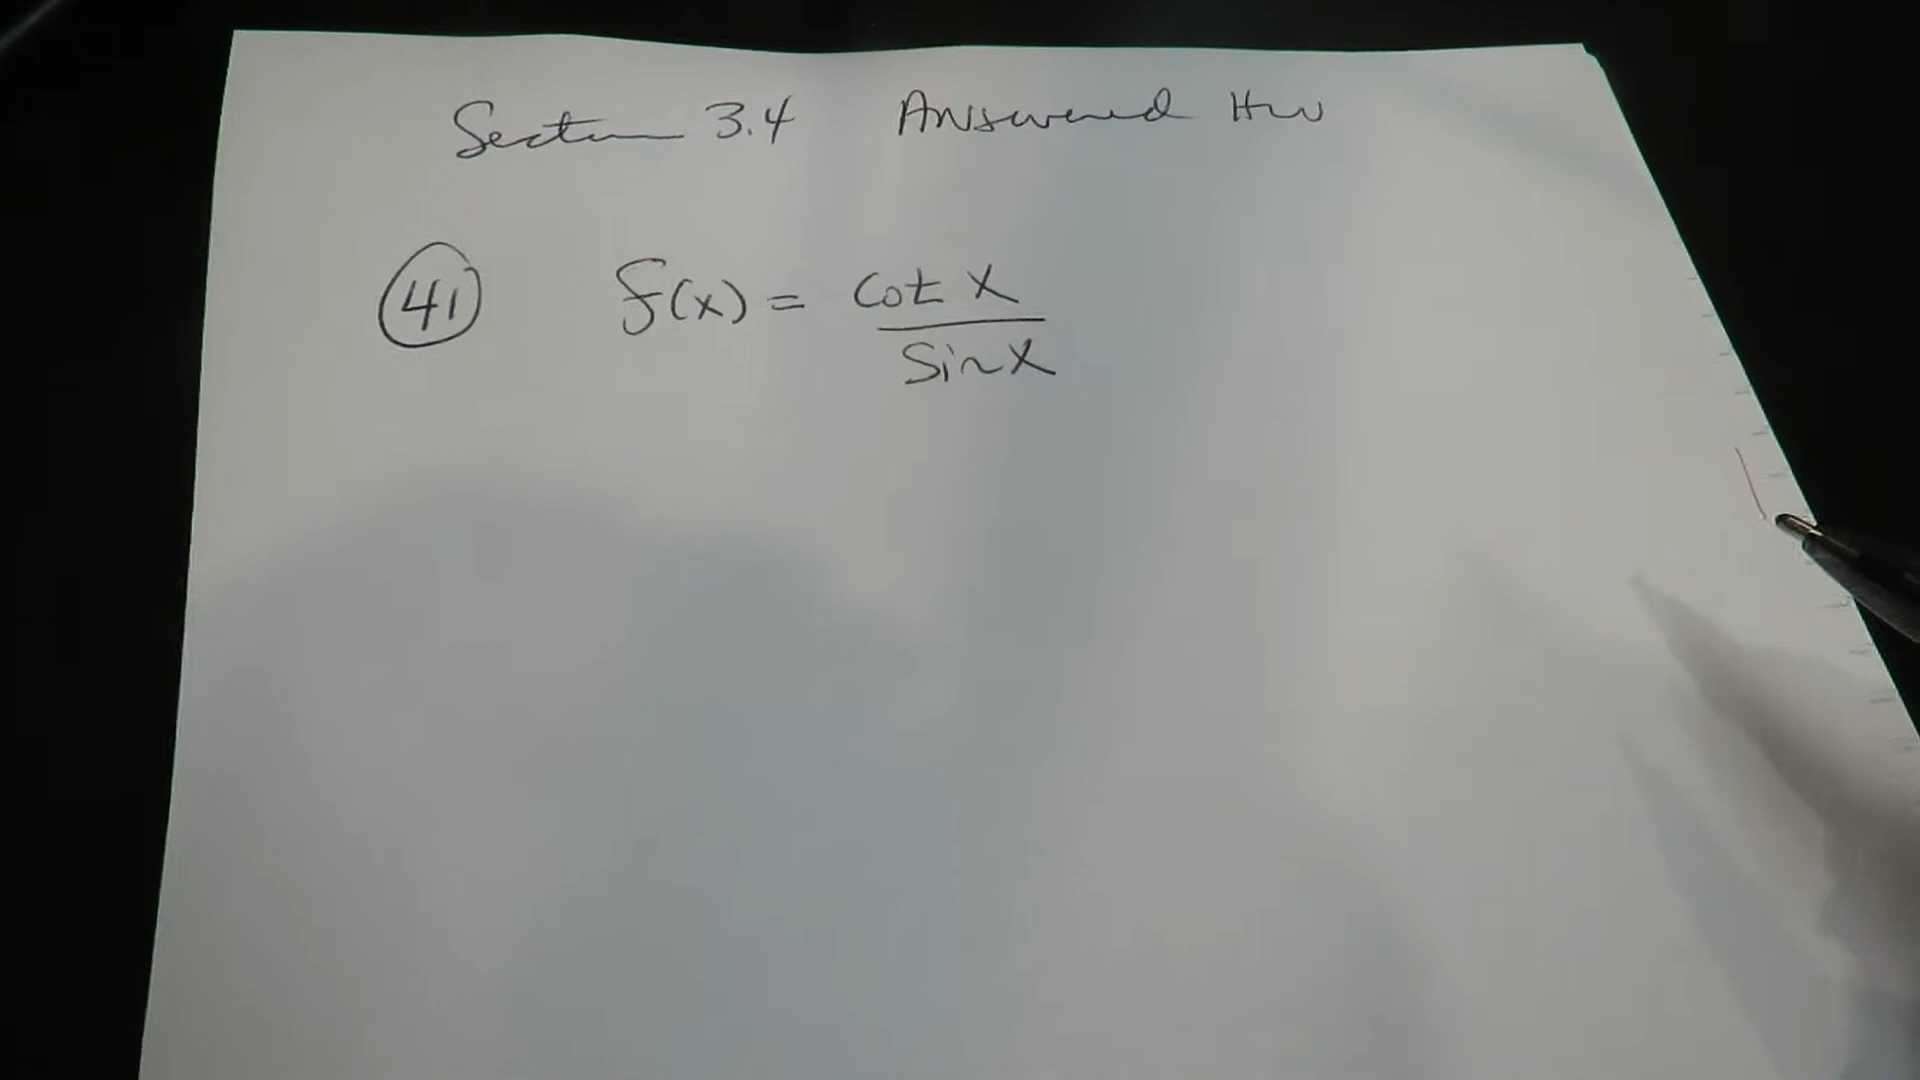 Section 3.4 Answered Hw
41 f(x) = cot x
sin x